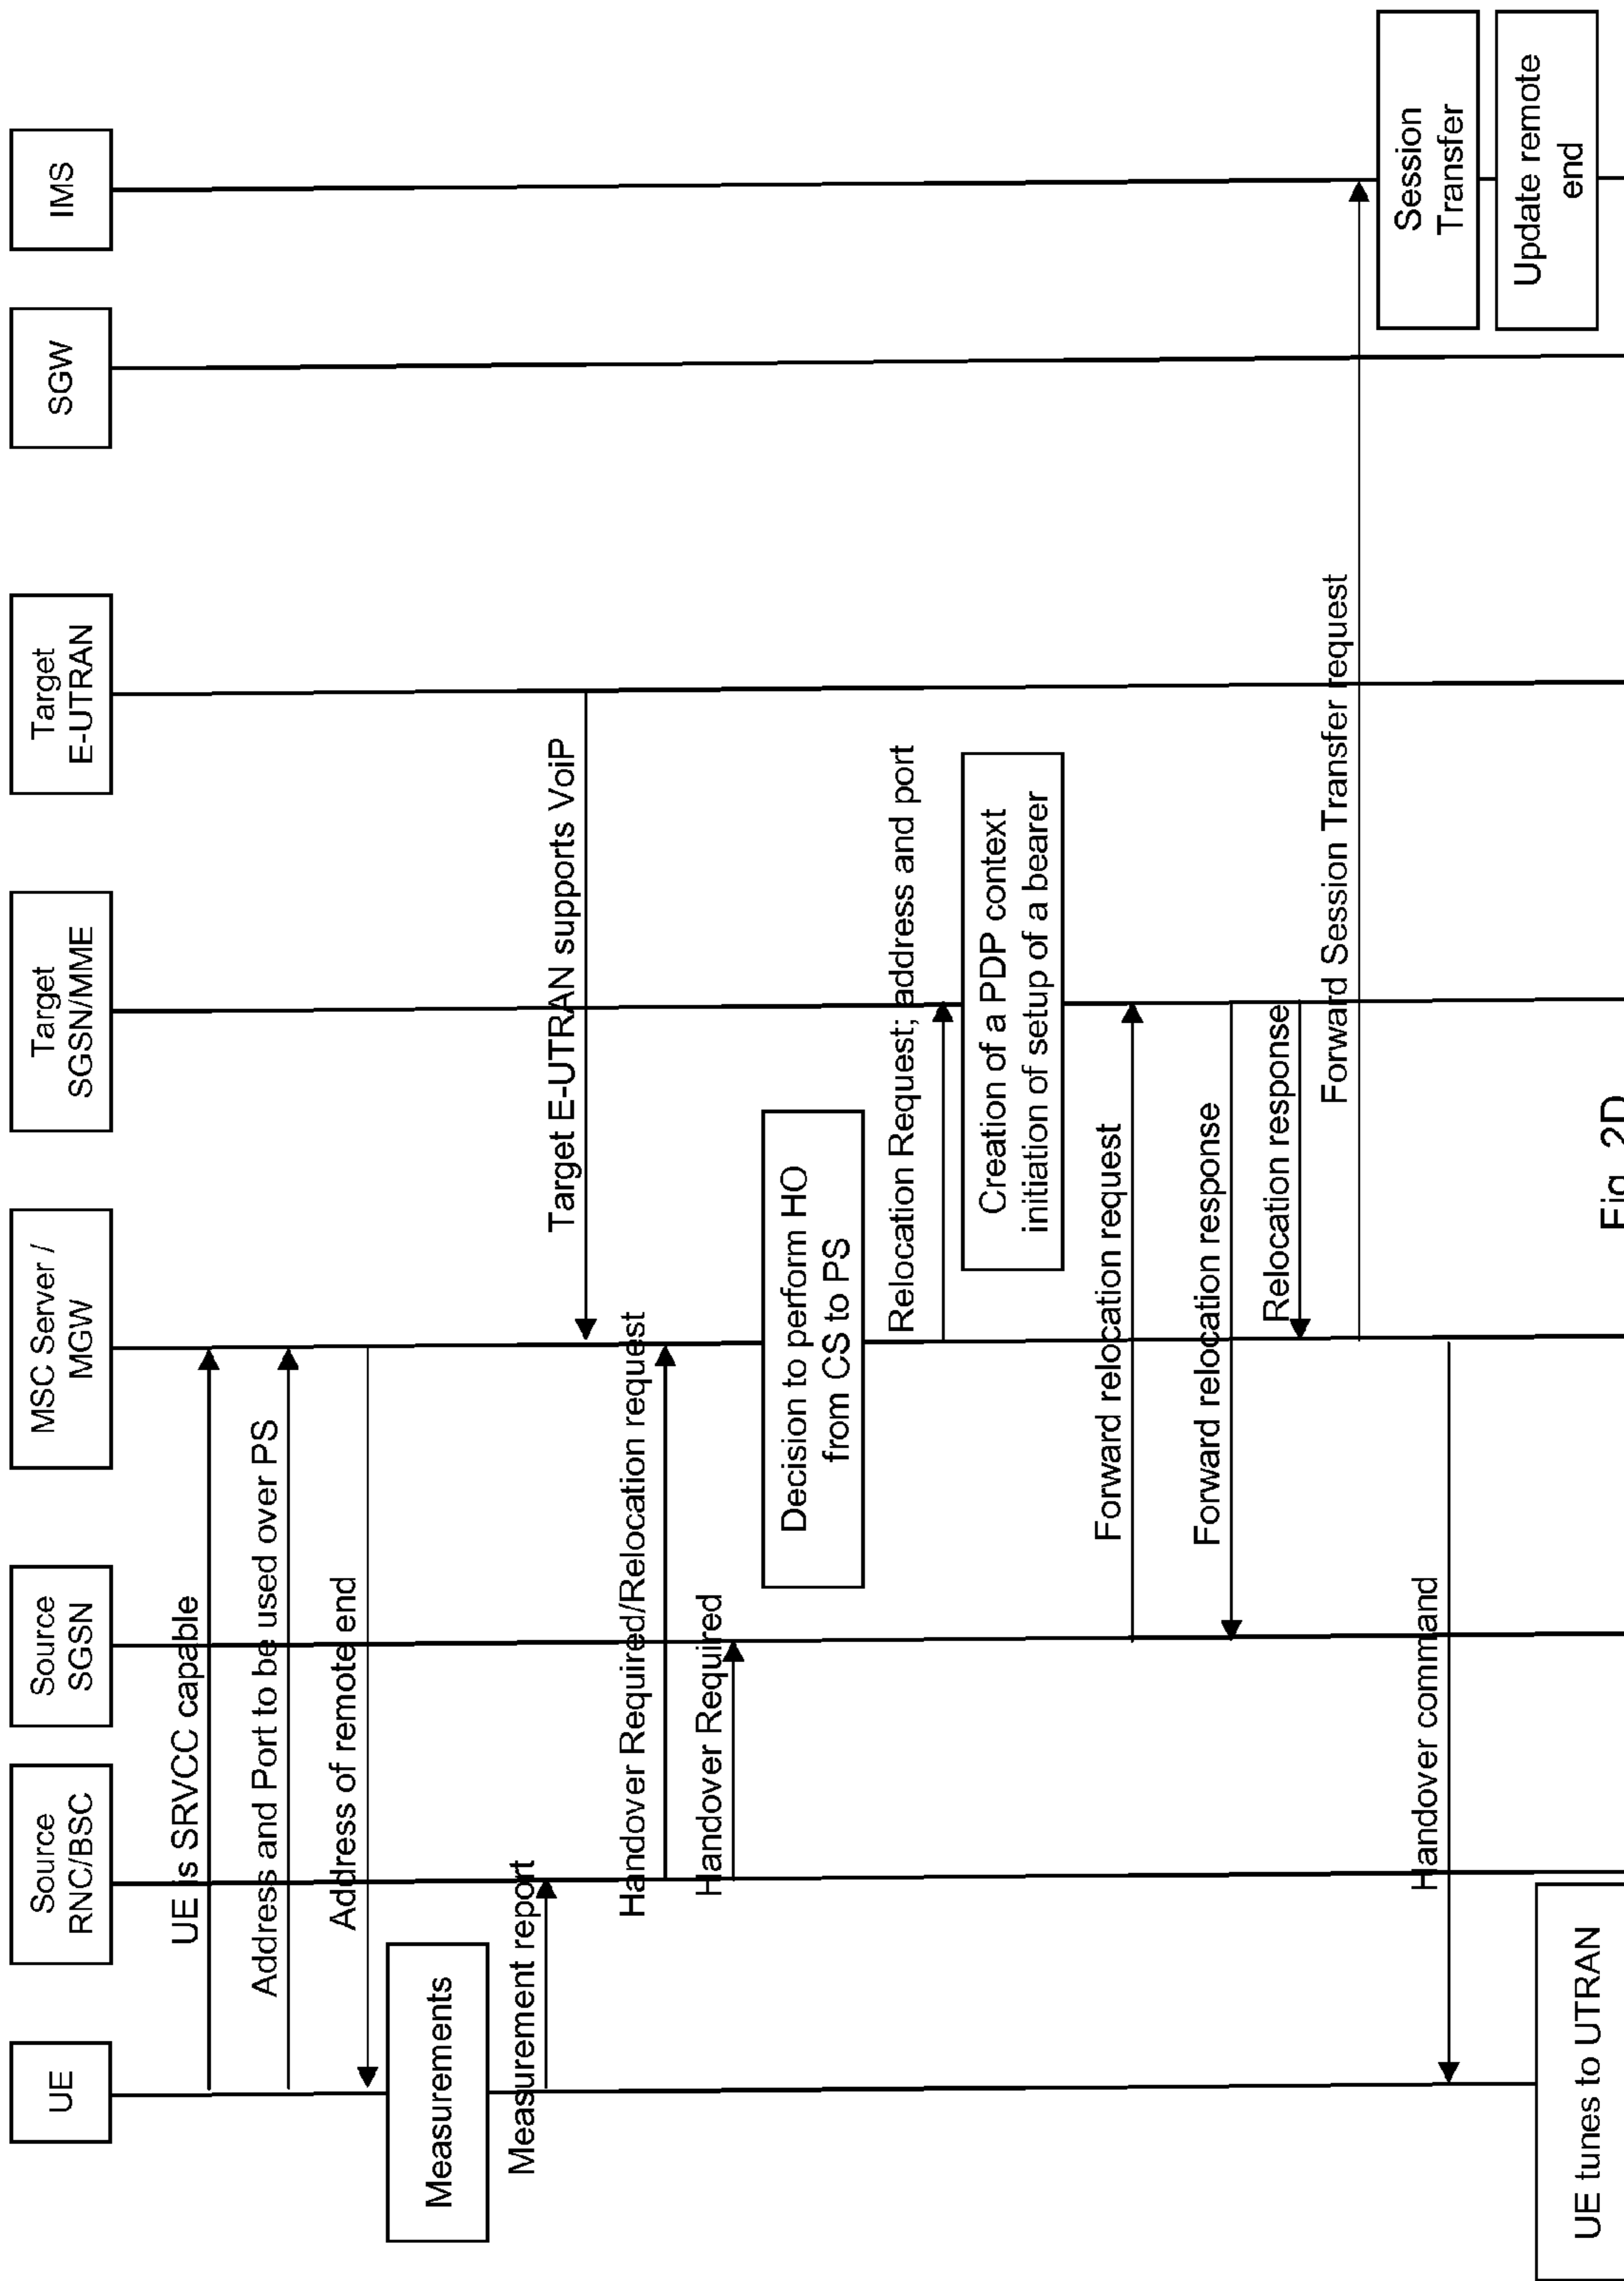 UE
Source
RNC/BSC
Source
SGSN
MSC Server /
MGW
Target
SGSN/MME
Target
E-UTRAN
SGW
IMS
UE is SRVCC capable
Address and Port to be used over PS
Address of remote end
Measurements
Measurement report
Target E-UTRAN supports VoiP
Handover Required/Relocation request
Handover Required
Decision to perform HO
from CS to PS
Relocation Request; address and port
Creation of a PDP context
initiation of setup of a bearer
Forward relocation request
Forward relocation response
Relocation response
Forward Session Transfer request
Session
Transfer
Handover command
Update remote
end
UE tunes to UTRAN
Fig. 2D